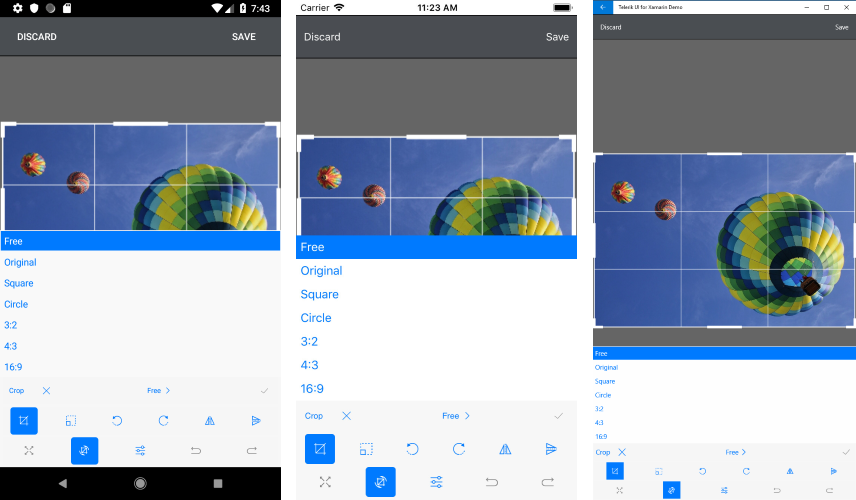 7:43
DISCARD SAVE
Free
Original
Square
Circle
3:2
4:3
16:9
Crop Free
Carrier 11:23 AM
Discard Save
Free
Original
Square
Circle
3:2
4:3
16:9
Crop Free
Telerik UI for Xamarin Demo
Discard Save
Free
Original
Square
Circle
3:2
4:3
16:9
Crop Free